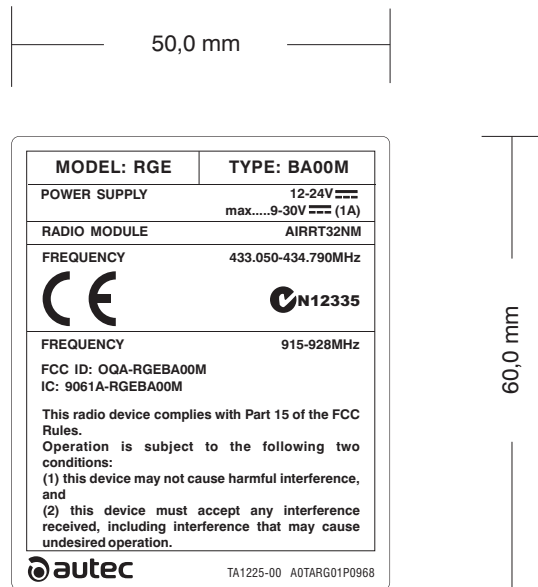 50,0 mm
MODEL: RGE TYPE: BA00M
POWER SUPPLY 12-24V
max.....9-30V (1A)
RADIO MODULE AIRRT32NM
FREQUENCY 433.050-434.790MHz
CE N12335
FREQUENCY 915-928MHz
FCC ID: OQA-RGEBA00M
IC: 9061A-RGEBA00M
This radio device complies with Part 15 of the FCC
Rules.
Operation is subject to the following two
conditions:
(1) this device may not cause harmful interference,
and
(2) this device must accept any interference
received, including interference that may cause
undesired operation.
autec TA1225-00 A0TARG01P0968
60,0 mm